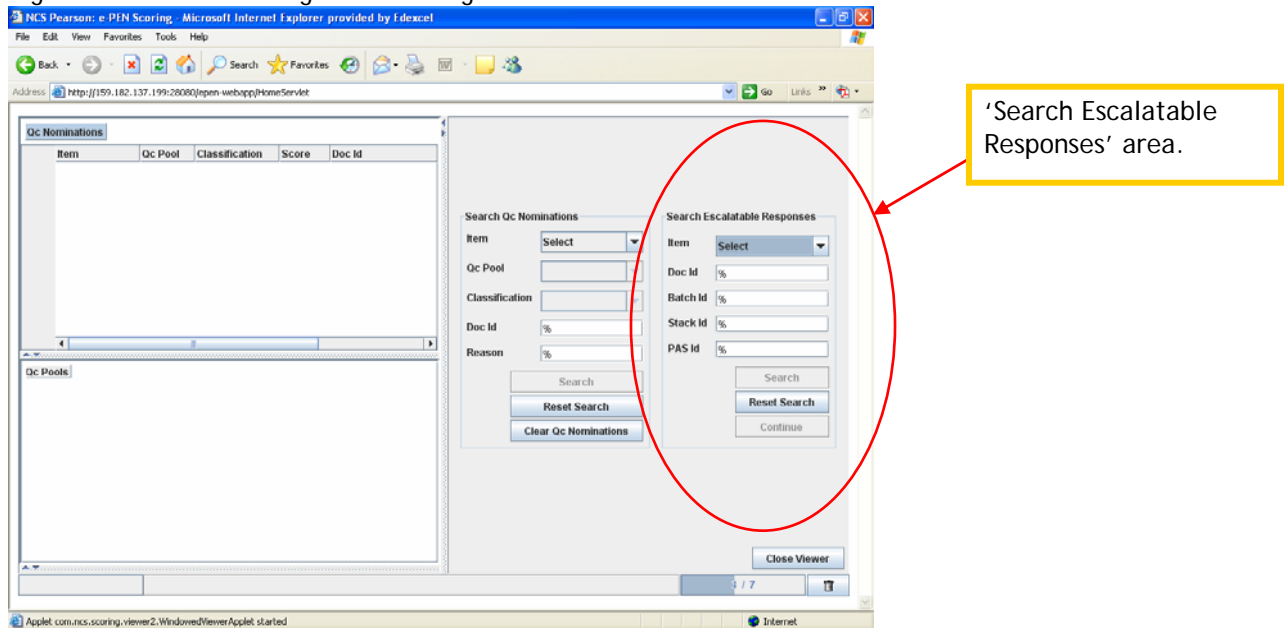 NCS Pearson: e-PEN Scoring - Microsoft Internet Explorer provided by Edexcel
File Edit View Favorites Tools Help
Back Search Favorites
Address http://159.182.137.199:28080/epen-webapp/HomeServlet Go Links »
Qc Nominations
Item Qc Pool Classification Score Doc Id
Qc Pools
Search Qc Nominations
Item Select
Qc Pool
Classification
Doc Id %
Reason %
Search
Reset Search
Clear Qc Nominations
Search Escalatable Responses
Item Select
Doc Id %
Batch Id %
Stack Id %
PAS Id %
Search
Reset Search
Continue
Close Viewer
/ 7
Applet com.ncs.scoring.viewer2.WindowedViewerApplet started Internet
‘Search Escalatable
Responses’ area.